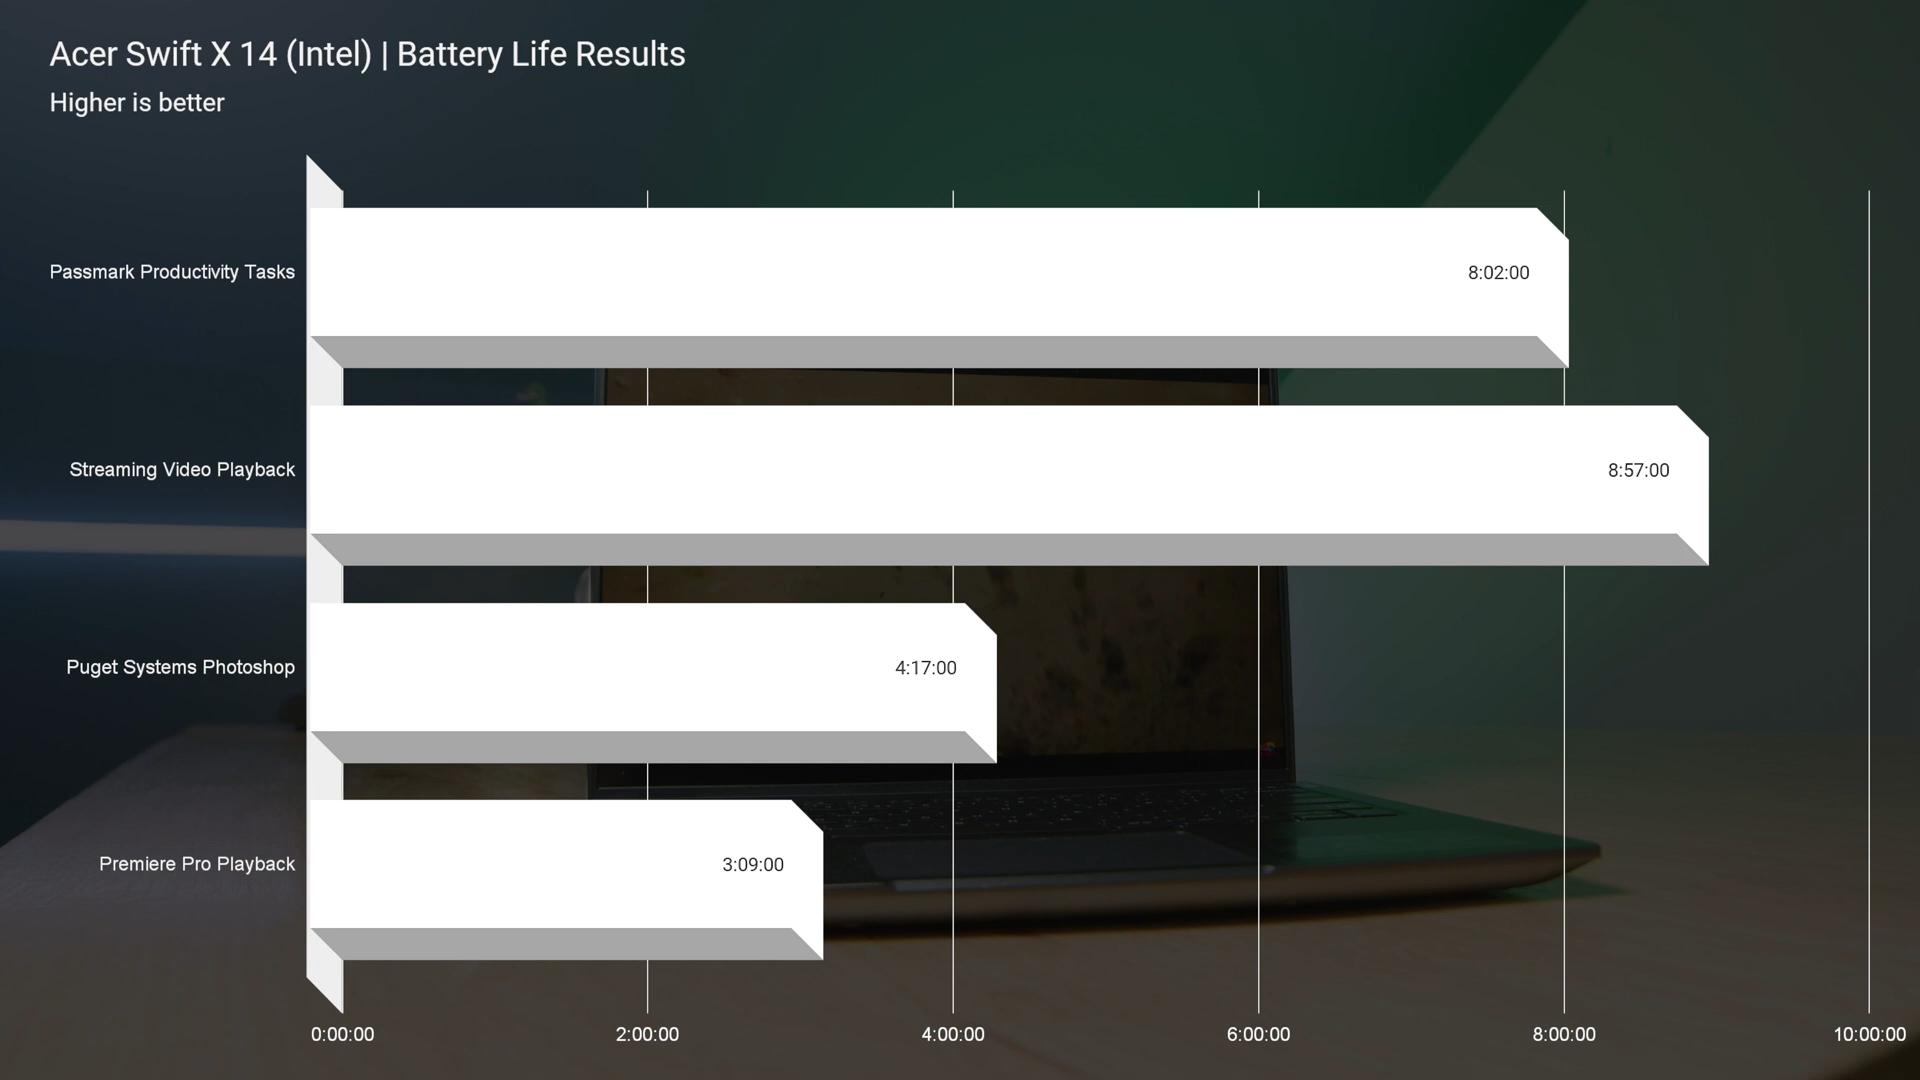 Acer Swift X 14 (Intel) | Battery Life Results
Higher is better
Passmark Productivity Tasks
8:02:00
Streaming Video Playback
8:57:00
Puget Systems Photoshop
4:17:00
Premiere Pro Playback
3:09:00
0:00:00
2:00:00
4:00:00
6:00:00
8:00:00
10:00:00